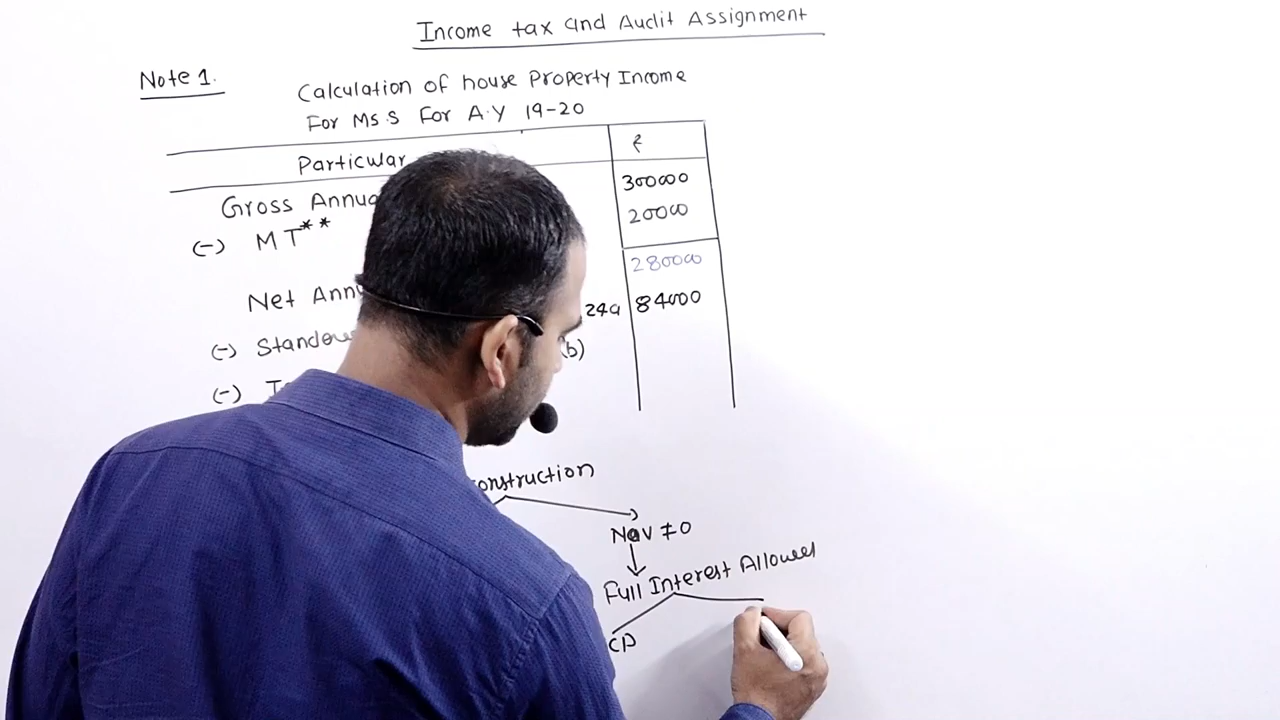 Income tax and Audit Assignment
Note 1.
Calculation of house Property Income
For Ms.S For A.Y 19-20
Particular ₹
Gross Annua 300000
(-) MT** 20000
280000
Net Ann
24a 84000
(-) Standa (b)
(-)
onstruction
NaV ≠ 0
Full Interest Allowed
CP